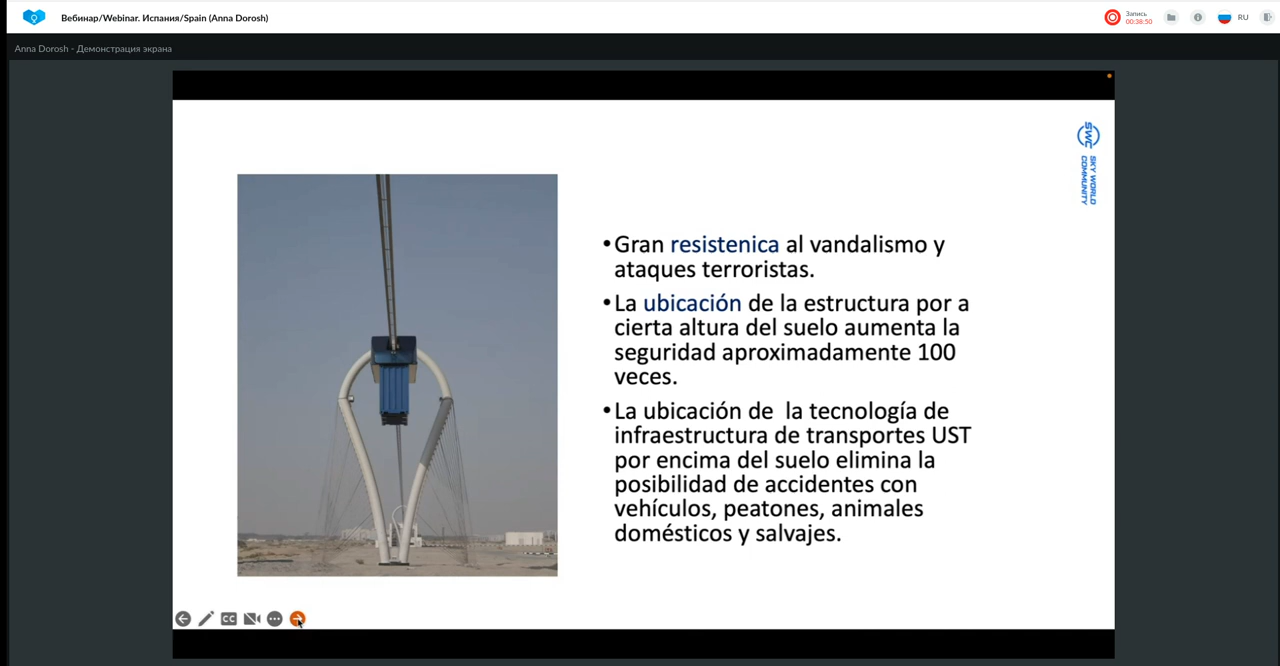 Вебинар/Webinar. Испания/Spain (Anna Dorosh)
Запись
00:38:50
RU
Anna Dorosh - Демонстрация экрана
SWC
SKY WORLD
COMMUNITY
•Gran resistenica al vandalismo y
ataques terroristas.
•La ubicación de la estructura por a
cierta altura del suelo aumenta la
seguridad aproximadamente 100
veces.
•La ubicación de  la tecnología de
infraestructura de transportes UST
por encima del suelo elimina la
posibilidad de accidentes con
vehículos, peatones, animales
domésticos y salvajes.
CC